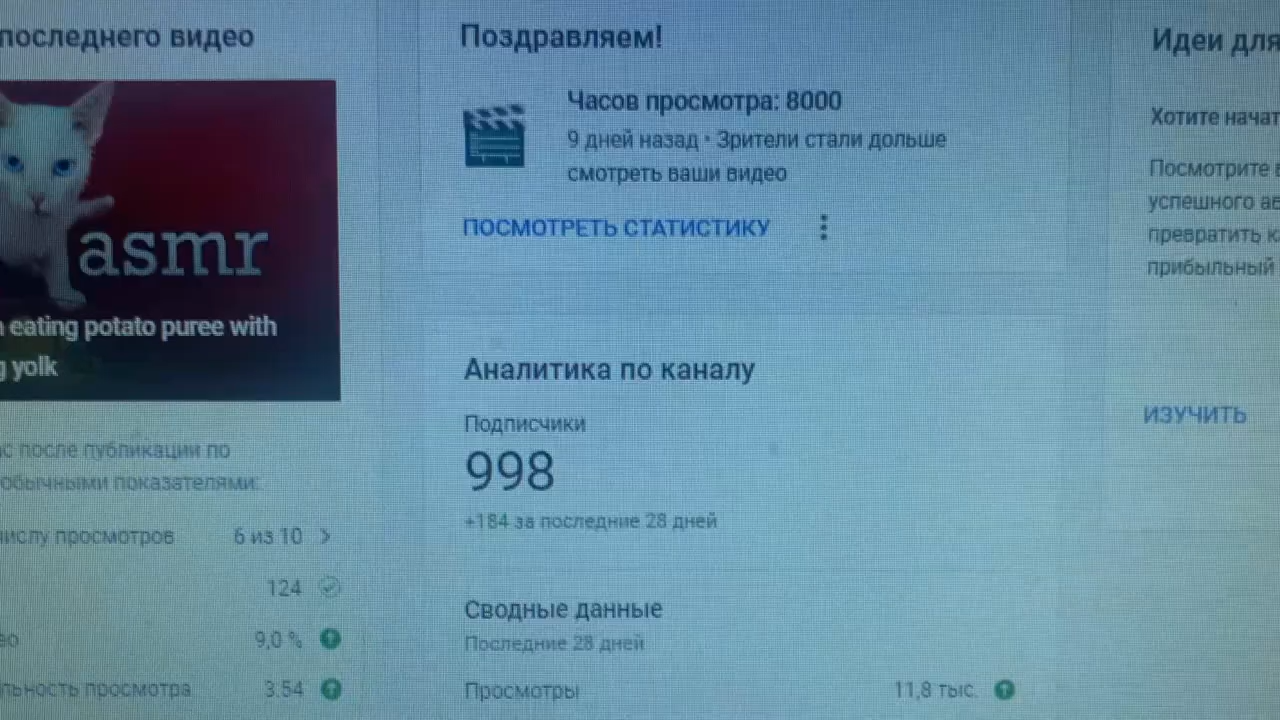 последнего видео
asmr
eating potato puree with
yolk
после публикации по
обычными показателями:
числу просмотров 6 из 10
124
9,0 %
просмотра 3.54
Поздравляем!
Часов просмотра: 8000
9 дней назад • Зрители стали дольше
смотреть ваши видео
ПОСМОТРЕТЬ СТАТИСТИКУ
Аналитика по каналу
Подписчики
998
+184 за последние 28 дней
Сводные данные
Последние 28 дней
Просмотры 11,8 тыс.
Идеи для
Хотите начат
Посмотрите
успешного ав
превратить к
прибыльный
ИЗУЧИТЬ